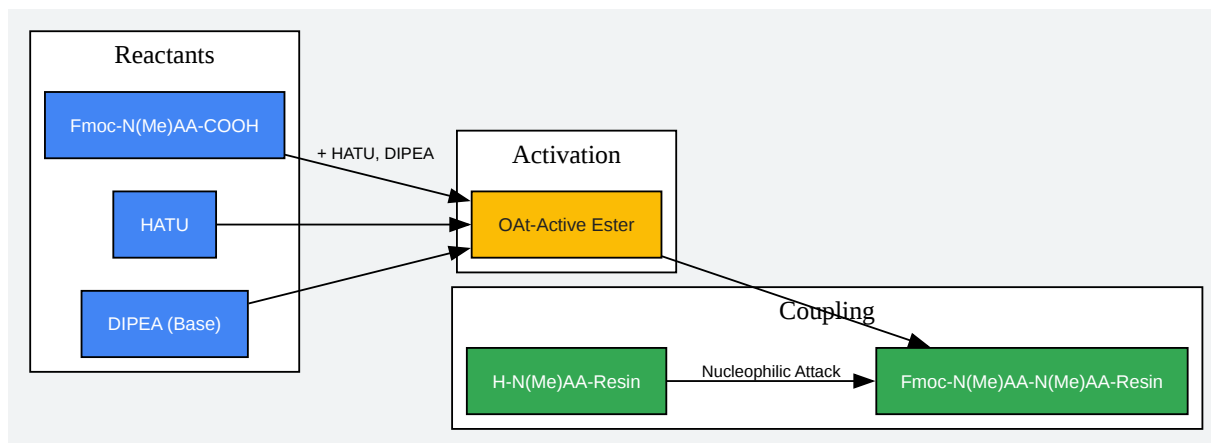 Reactants
Fmoc-N(Me)AA-COOH
+ HATU, DIPEA
HATU
DIPEA (Base)
Activation
OAt-Active Ester
Coupling
H-N(Me)AA-Resin
Nucleophilic Attack
Fmoc-N(Me)AA-N(Me)AA-Resin